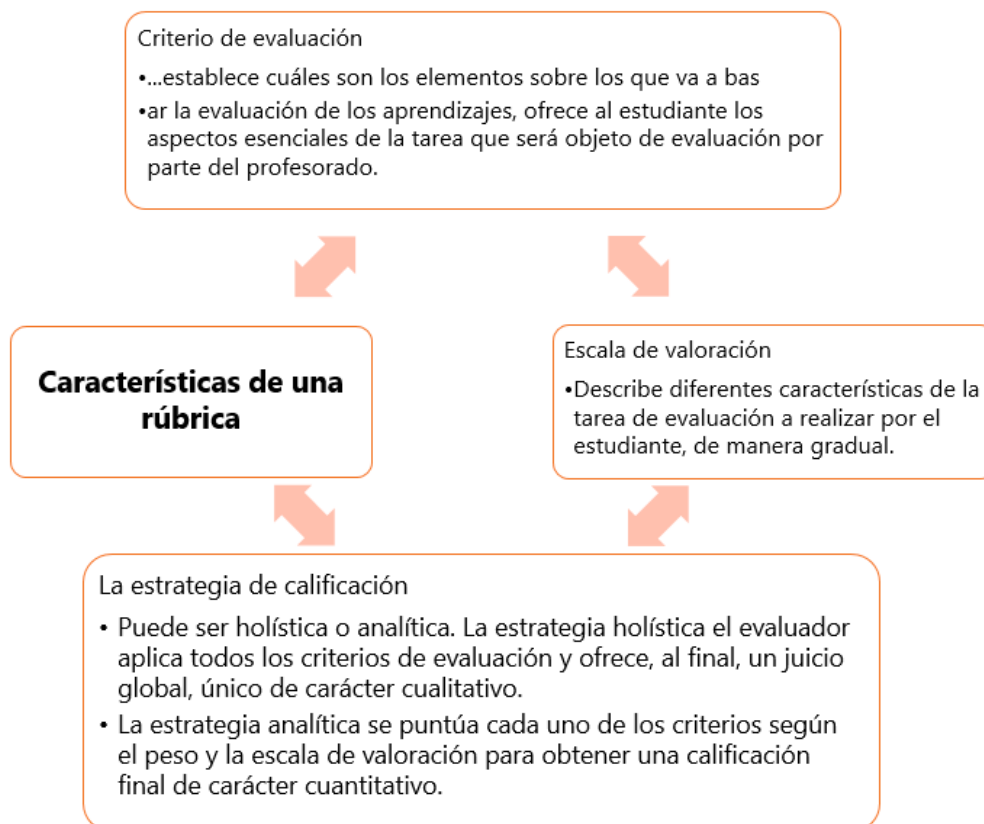 Criterio de evaluación
•...establece cuáles son los elementos sobre los que va a bas
•ar la evaluación de los aprendizajes, ofrece al estudiante los
aspectos esenciales de la tarea que será objeto de evaluación por
parte del profesorado.
Características de una
rúbrica
Escala de valoración
•Describe diferentes características de la
tarea de evaluación a realizar por el
estudiante, de manera gradual.
La estrategia de calificación
• Puede ser holística o analítica. La estrategia holística el evaluador
aplica todos los criterios de evaluación y ofrece, al final, un juicio
global, único de carácter cualitativo.
• La estrategia analítica se puntúa cada uno de los criterios según
el peso y la escala de valoración para obtener una calificación
final de carácter cuantitativo.